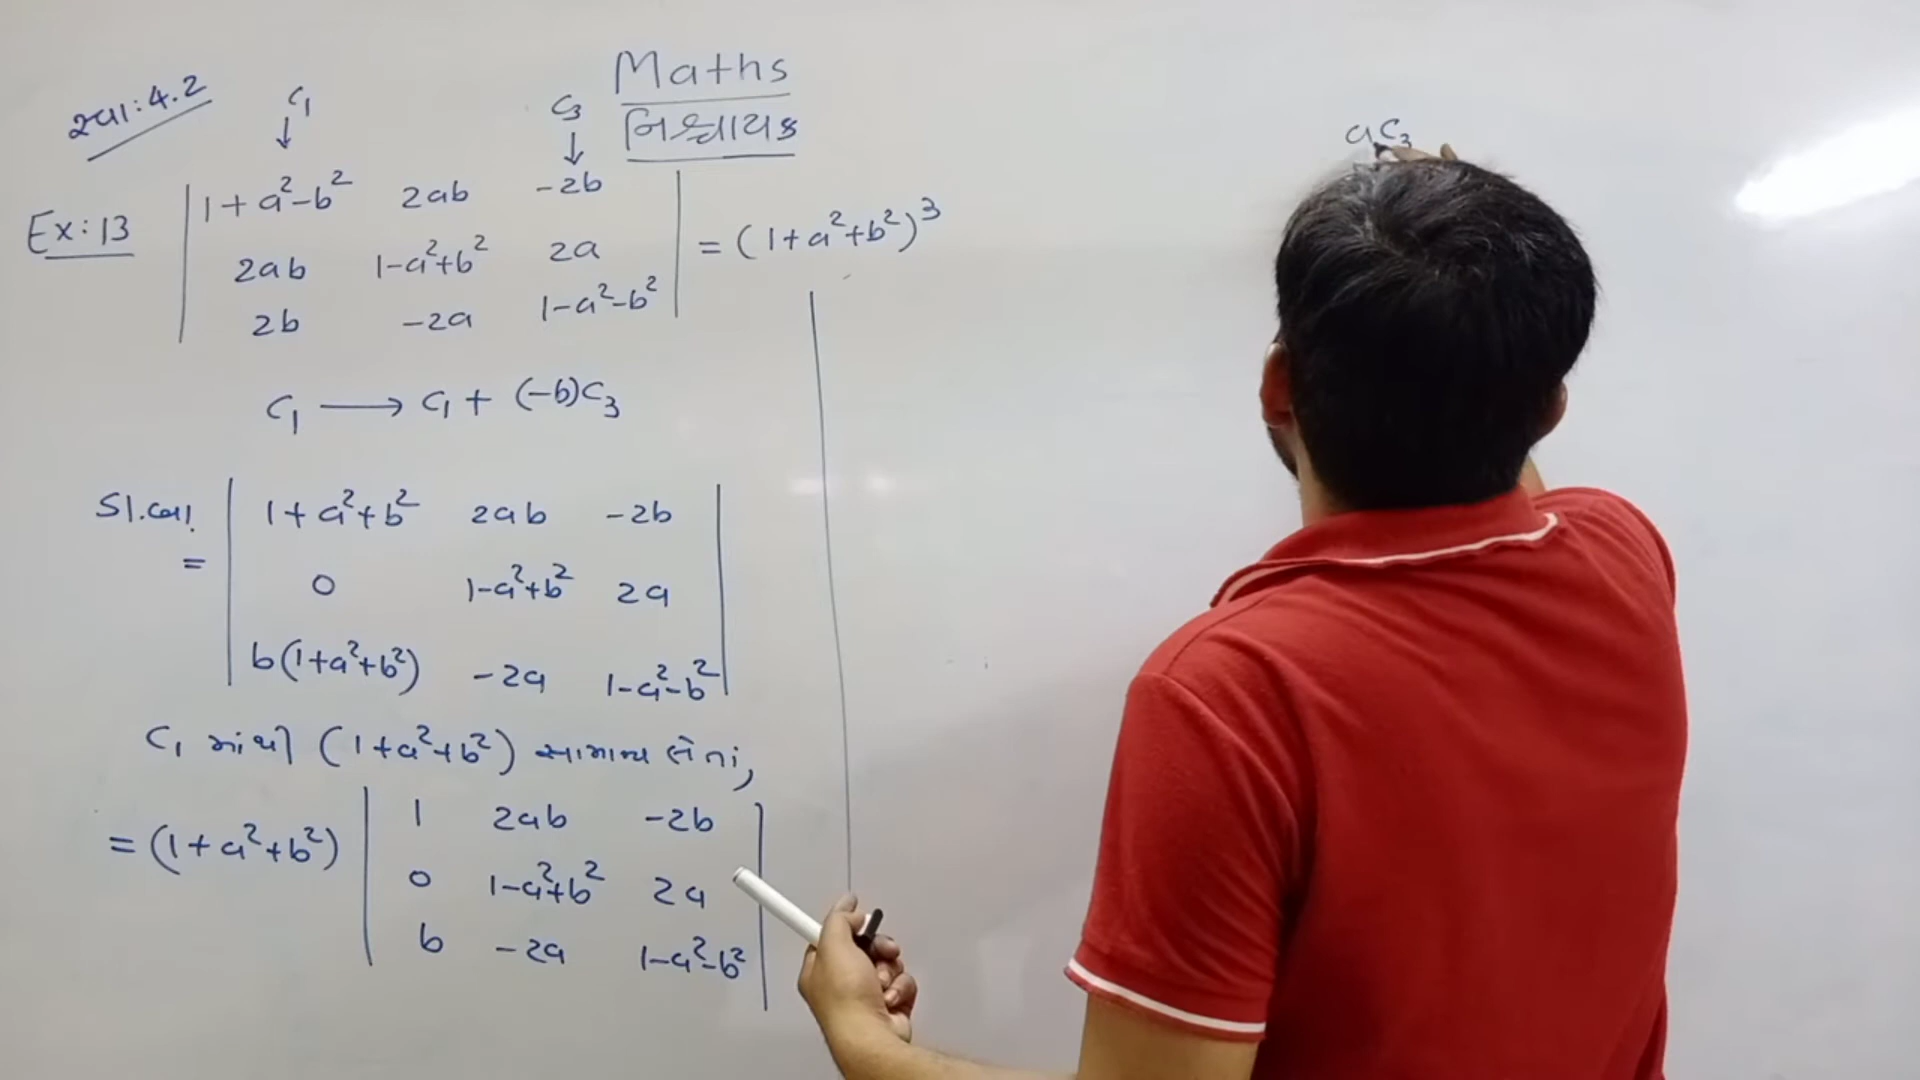 Maths
નિશ્ચાયક
સ્વા: 4.2
C₁ C₃
↓ ↓
Ex: 13
| 1+a²-b² 2ab -2b |
| 2ab 1-a²+b² 2a | = (1+a²+b²)³
| 2b -2a 1-a²-b² |
C₁ ⟶ C₁ + (-b)C₃
ડા.બા.
= | 1+a²+b² 2ab -2b |
| 0 1-a²+b² 2a |
| b(1+a²+b²) -2a 1-a²-b² |
C₁ માંથી (1+a²+b²) સામાન્ય લેતાં,
= (1+a²+b²) | 1 2ab -2b |
| 0 1-a²+b² 2a |
| b -2a 1-a²-b² |
aC₃